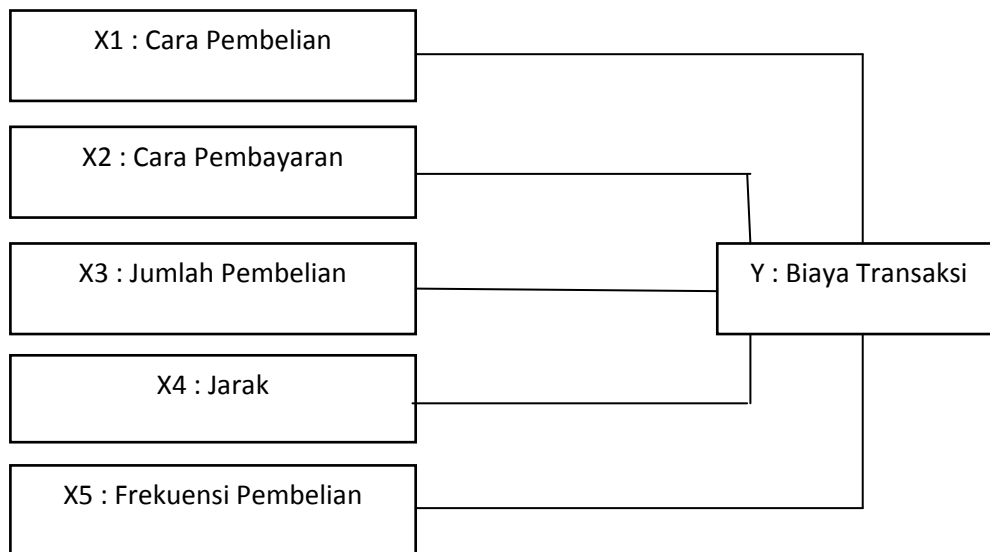 X1 : Cara Pembelian
X2 : Cara Pembayaran
X3 : Jumlah Pembelian
Y : Biaya Transaksi
X4 : Jarak
X5 : Frekuensi Pembelian